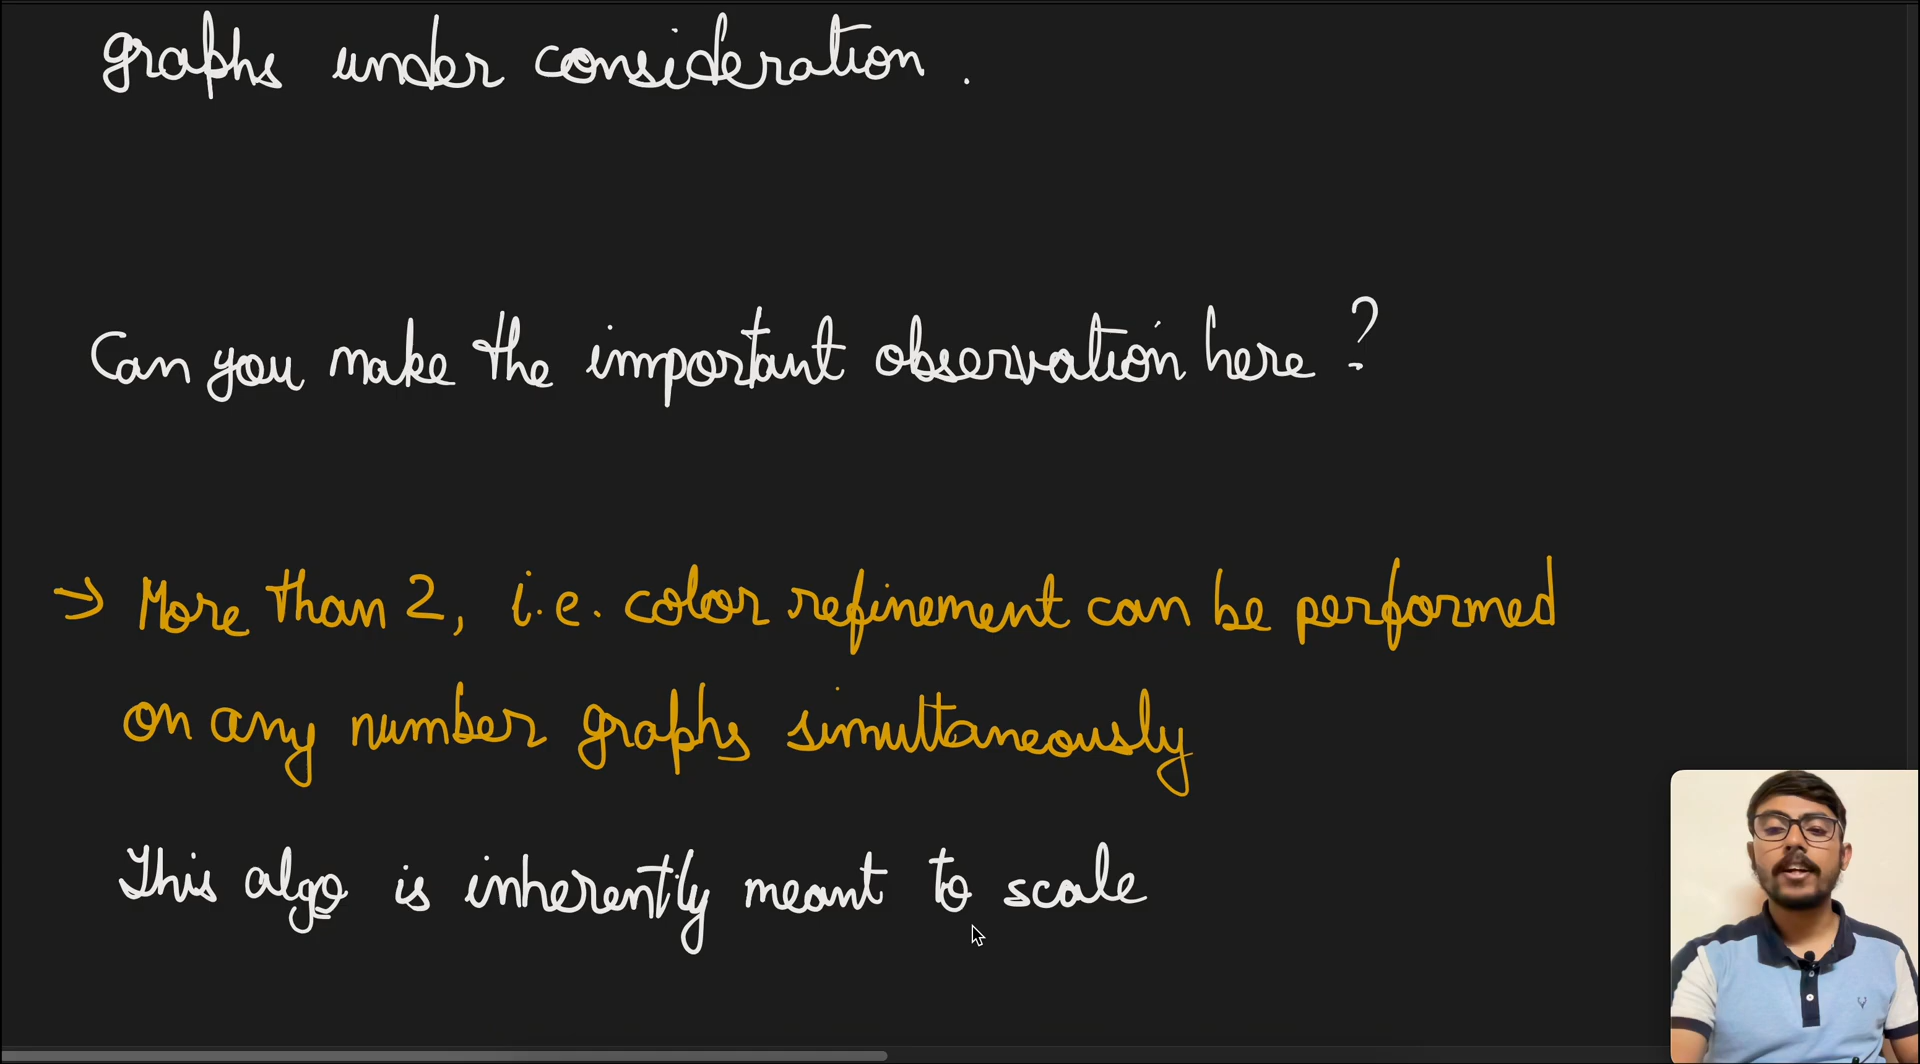 graphs under consideration.
Can you make the important observation here?
→ More than 2, i.e. color refinement can be performed
on any number graphs simultaneously
This algo is inherently meant to scale